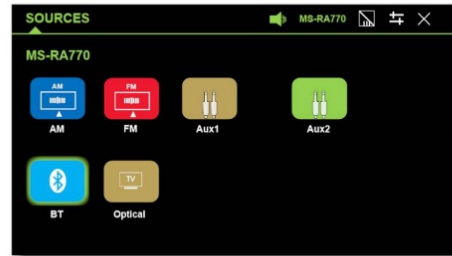 SOURCES
MS-RA770
MS-RA770
AM
FM
AM
FM
Aux1
Aux2
TV
BT
Optical